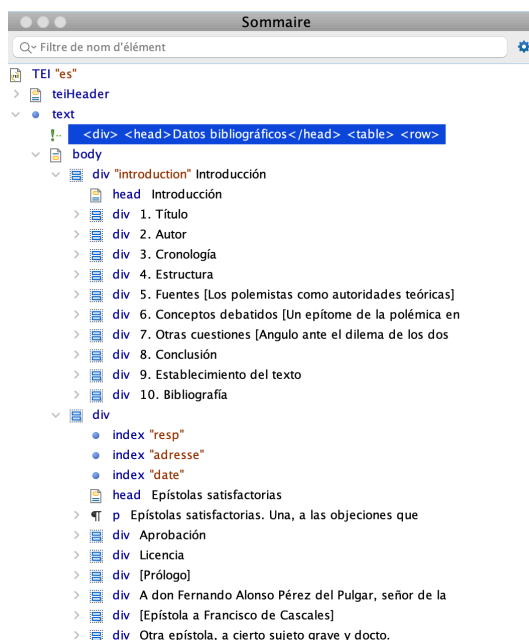 Sommaire
Filtre de nom d'élément
TEI "es"
teiHeader
text
<div> <head>Datos bibliográficos</head> <table> <row>
body
div "introduction" Introducción
head Introducción
div 1. Título
div 2. Autor
div 3. Cronología
div 4. Estructura
div 5. Fuentes [Los polemistas como autoridades teóricas]
div 6. Conceptos debatidos [Un epítome de la polémica en
div 7. Otras cuestiones [Angulo ante el dilema de los dos
div 8. Conclusión
div 9. Establecimiento del texto
div 10. Bibliografía
div
index "resp"
index "adresse"
index "date"
head Epístolas satisfactorias
p Epístolas satisfactorias. Una, a las objeciones que
div Aprobación
div Licencia
div [Prólogo]
div A don Fernando Alonso Pérez del Pulgar, señor de la
div [Epístola a Francisco de Cascales]
div Otra epístola, a cierto sujeto grave y docto.